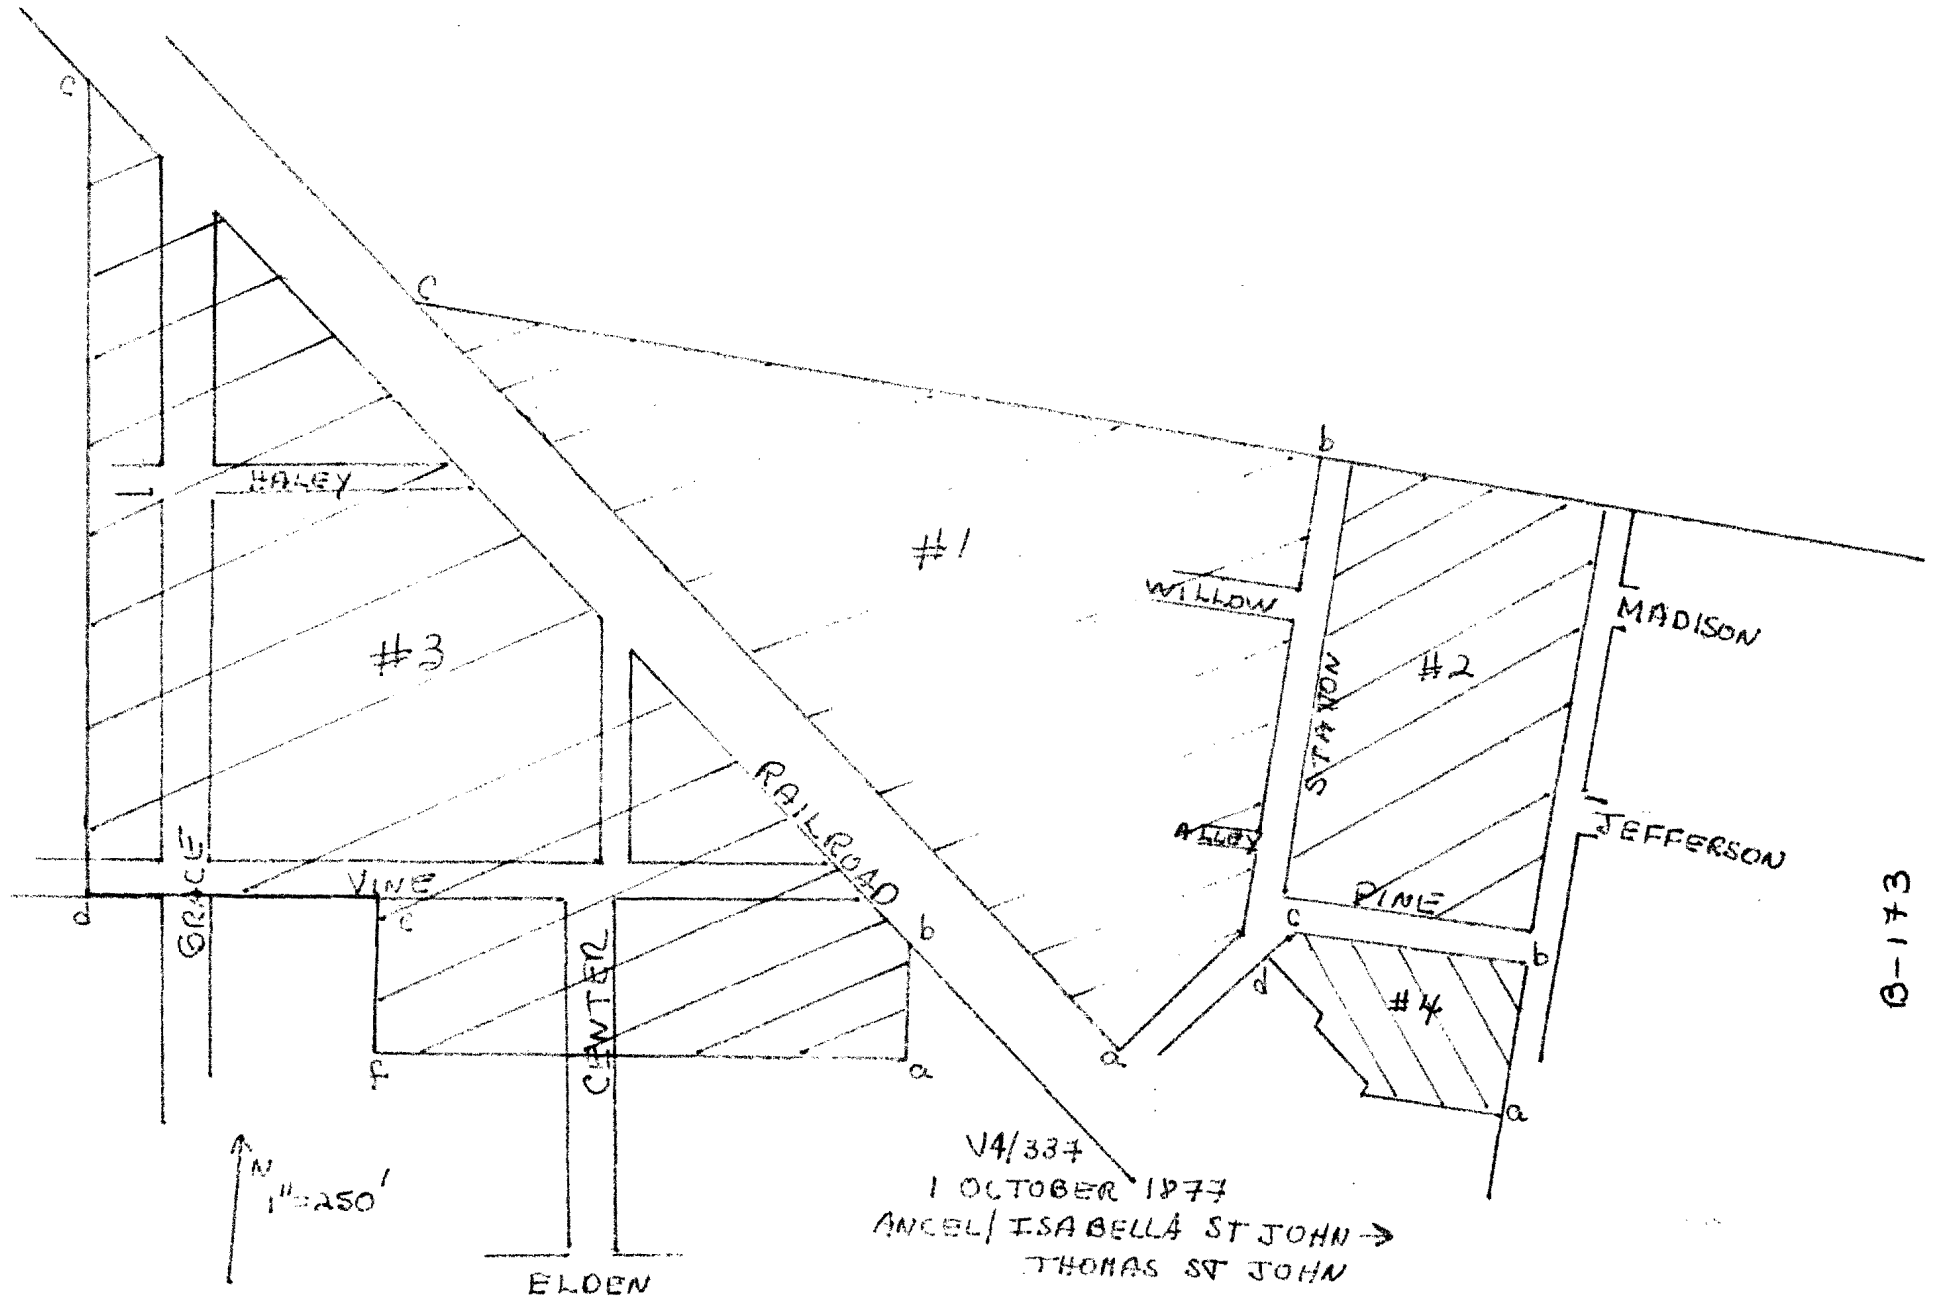 c
c
b
HALEY
#1
WILLOW
MADISON
#3
#2
STANTON
RAILROAD
ALLEY
JEFFERSON
GRACE
VINE
PINE
d
e
b
c
b
d
#4
CENTER
F
a
a
a
B-173
N
1"=250'
V4/337
1 OCTOBER 1877
ANCEL/ISABELLA ST JOHN →
THOMAS ST JOHN
ELDEN